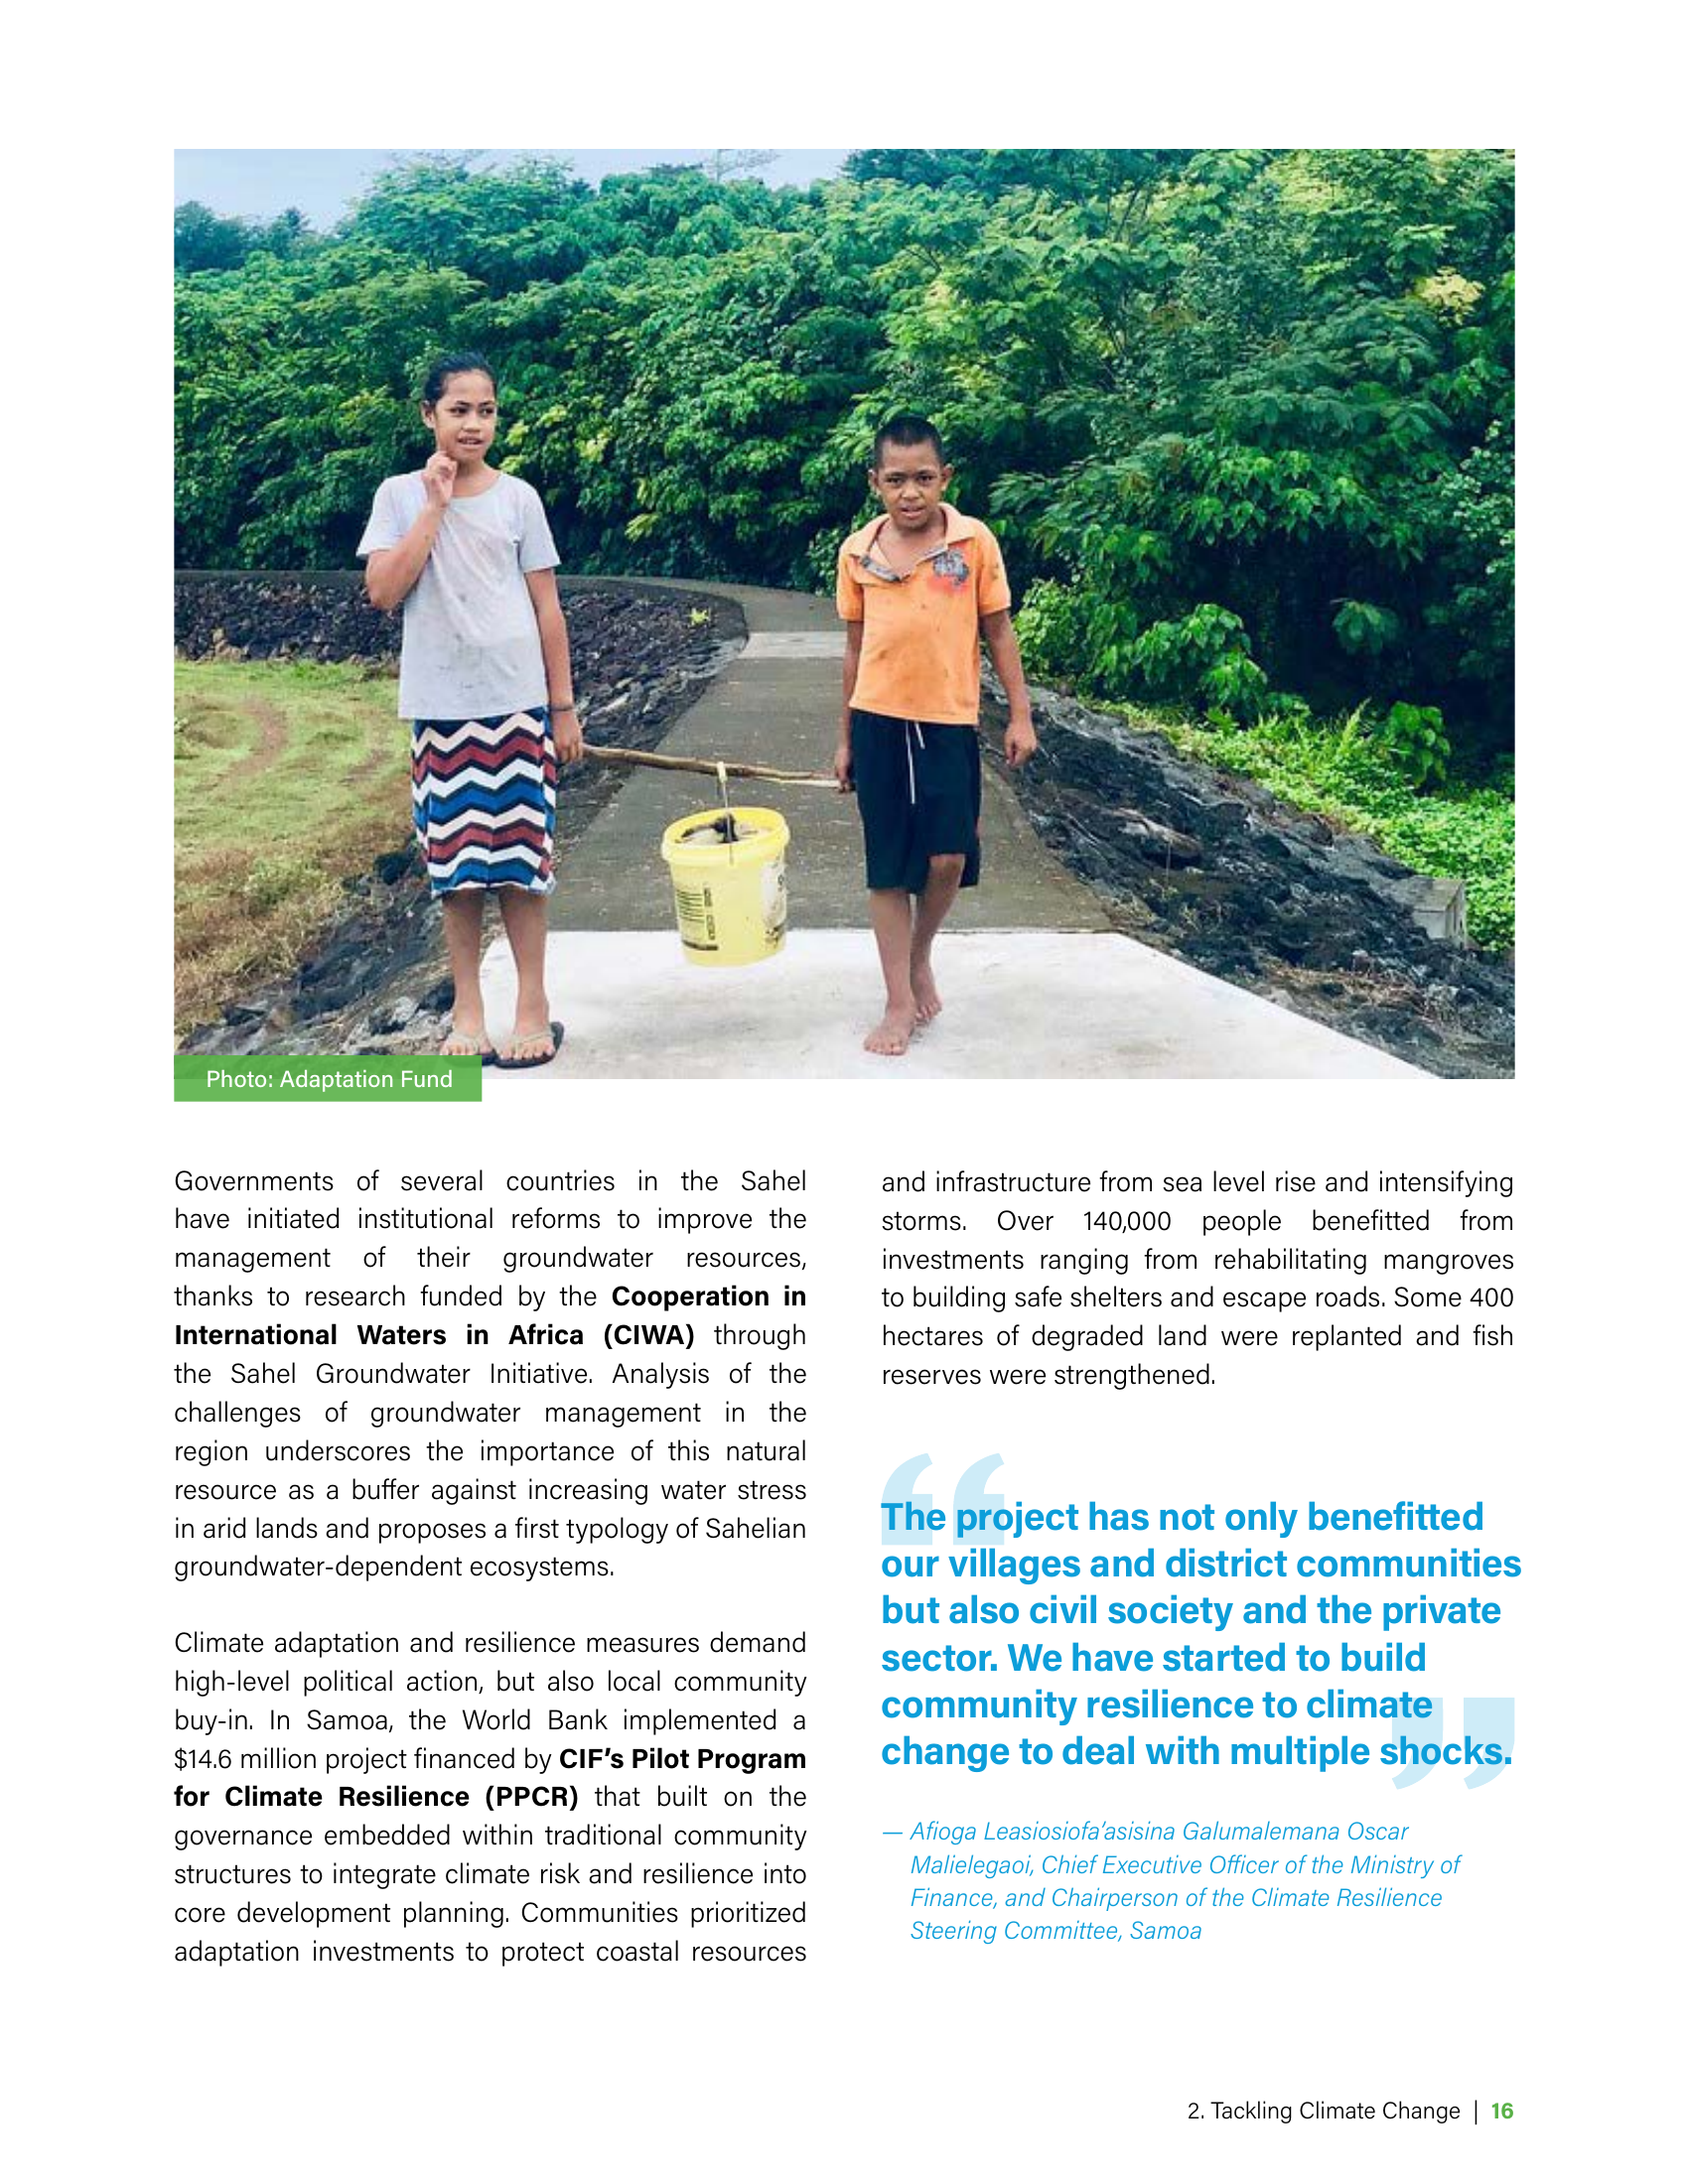 Photo: Adaptation Fund
Governments of several countries in the Sahel
have initiated institutional reforms to improve the
management of their groundwater resources,
thanks to research funded by the Cooperation in
International Waters in Africa (CIWA) through
the Sahel Groundwater Initiative. Analysis of the
challenges of groundwater management in the
region underscores the importance of this natural
resource as a buffer against increasing water stress
in arid lands and proposes a first typology of Sahelian
groundwater-dependent ecosystems.
Climate adaptation and resilience measures demand
high-level political action, but also local community
buy-in. In Samoa, the World Bank implemented a
$14.6 million project financed by CIF’s Pilot Program
for Climate Resilience (PPCR) that built on the
governance embedded within traditional community
structures to integrate climate risk and resilience into
core development planning. Communities prioritized
adaptation investments to protect coastal resources
and infrastructure from sea level rise and intensifying
storms. Over 140,000 people benefitted from
investments ranging from rehabilitating mangroves
to building safe shelters and escape roads. Some 400
hectares of degraded land were replanted and fish
reserves were strengthened.
“The project has not only benefitted
our villages and district communities
but also civil society and the private
sector. We have started to build
community resilience to climate
change to deal with multiple shocks.”
— Afioga Leasiosiofa’asisina Galumalemana Oscar
Malielegaoi, Chief Executive Officer of the Ministry of
Finance, and Chairperson of the Climate Resilience
Steering Committee, Samoa
2. Tackling Climate Change | 16